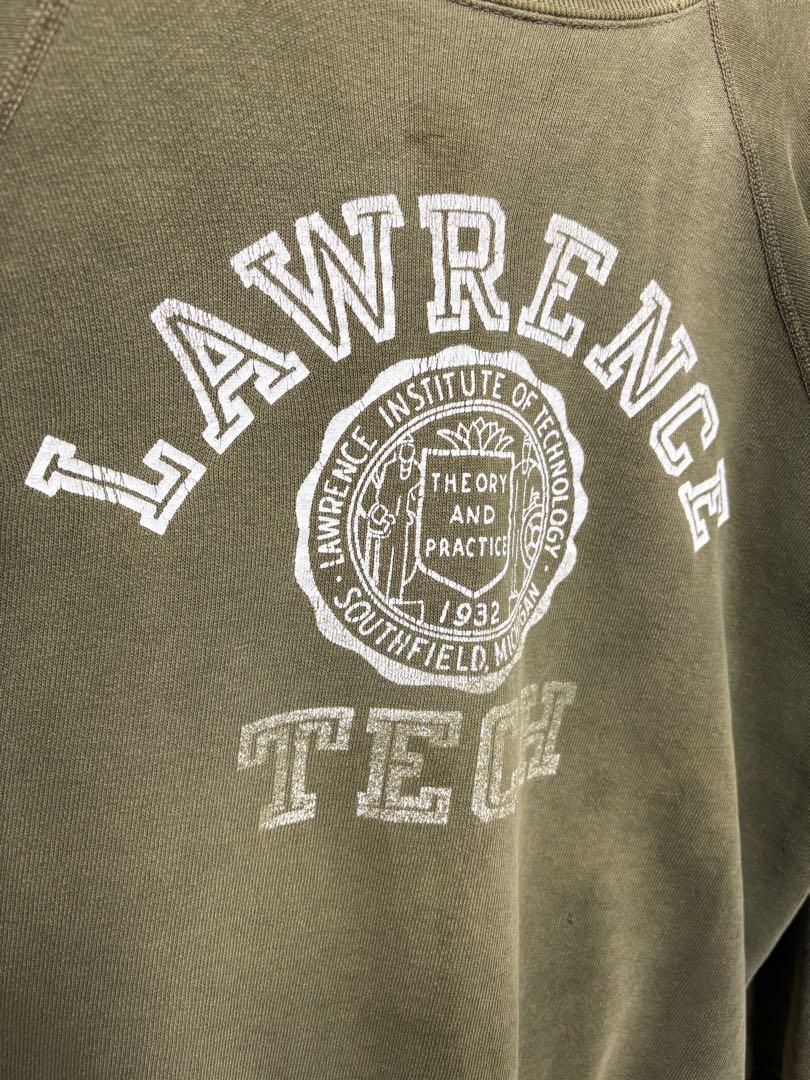 LAWRENCE
LAWRENCE INSTITUTE OF TECHNOLOGY
THEORY
AND
PRACTICE
1932
· SOUTHFIELD, MICHIGAN ·
TECH